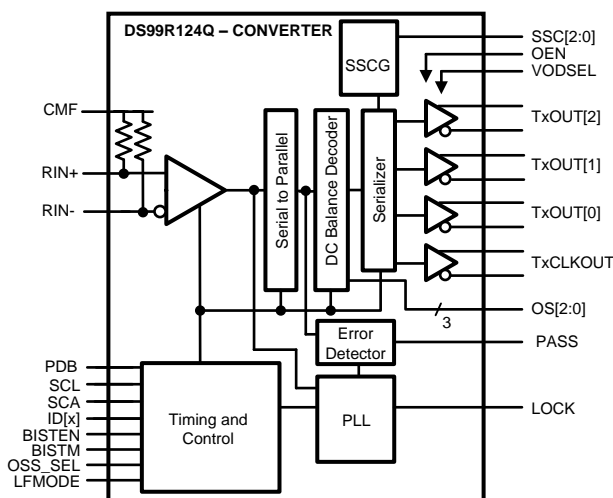 DS99R124Q – CONVERTER
SSCG
SSC[2:0]
OEN
VODSEL
CMF
RIN+
RIN-
Serial to Parallel
DC Balance Decoder
Serializer
TxOUT[2]
TxOUT[1]
TxOUT[0]
TxCLKOUT
OS[2:0]
3
Error
Detector
PASS
PDB
SCL
SCA
ID[x]
BISTEN
BISTM
OSS_SEL
LFMODE
Timing and
Control
PLL
LOCK